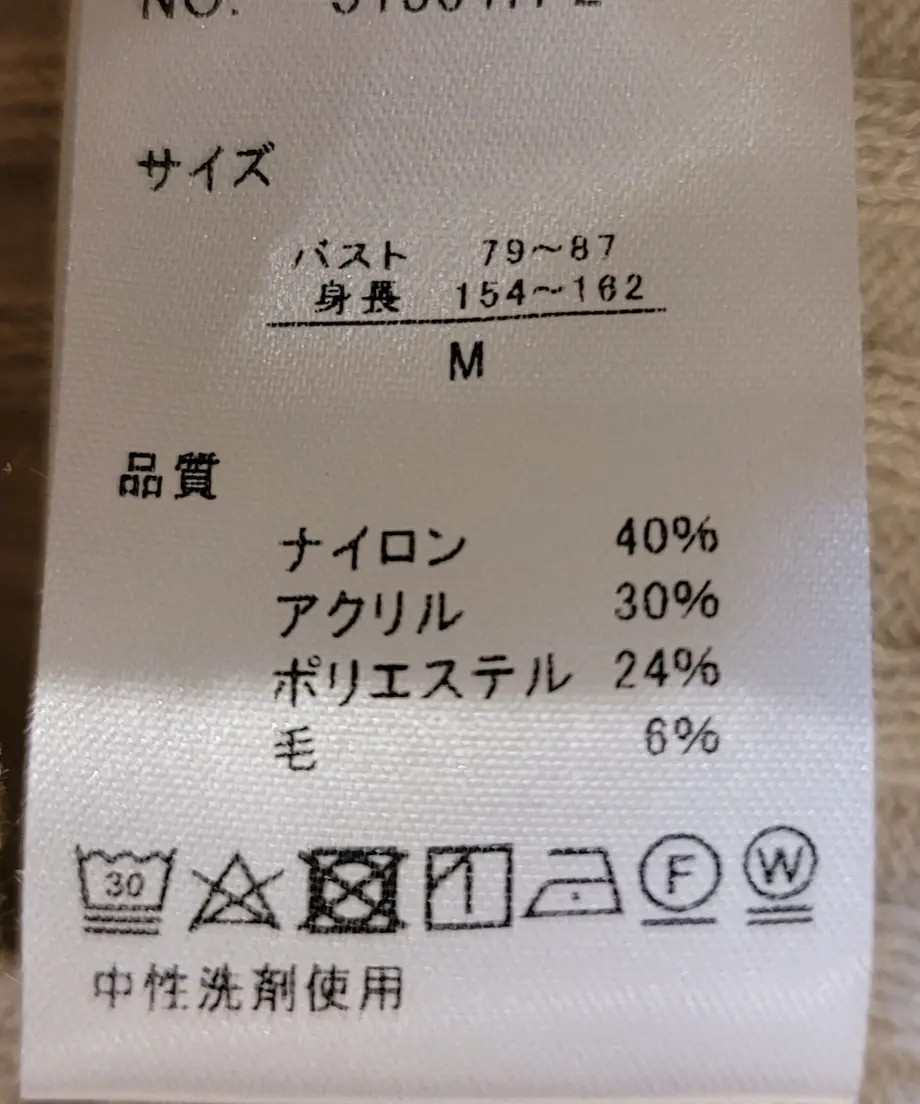 NO.
サイズ
バスト 79〜87
身長 154〜162
M
品質
ナイロン 40%
アクリル 30%
ポリエステル 24%
毛 6%
30 F W
中性洗剤使用